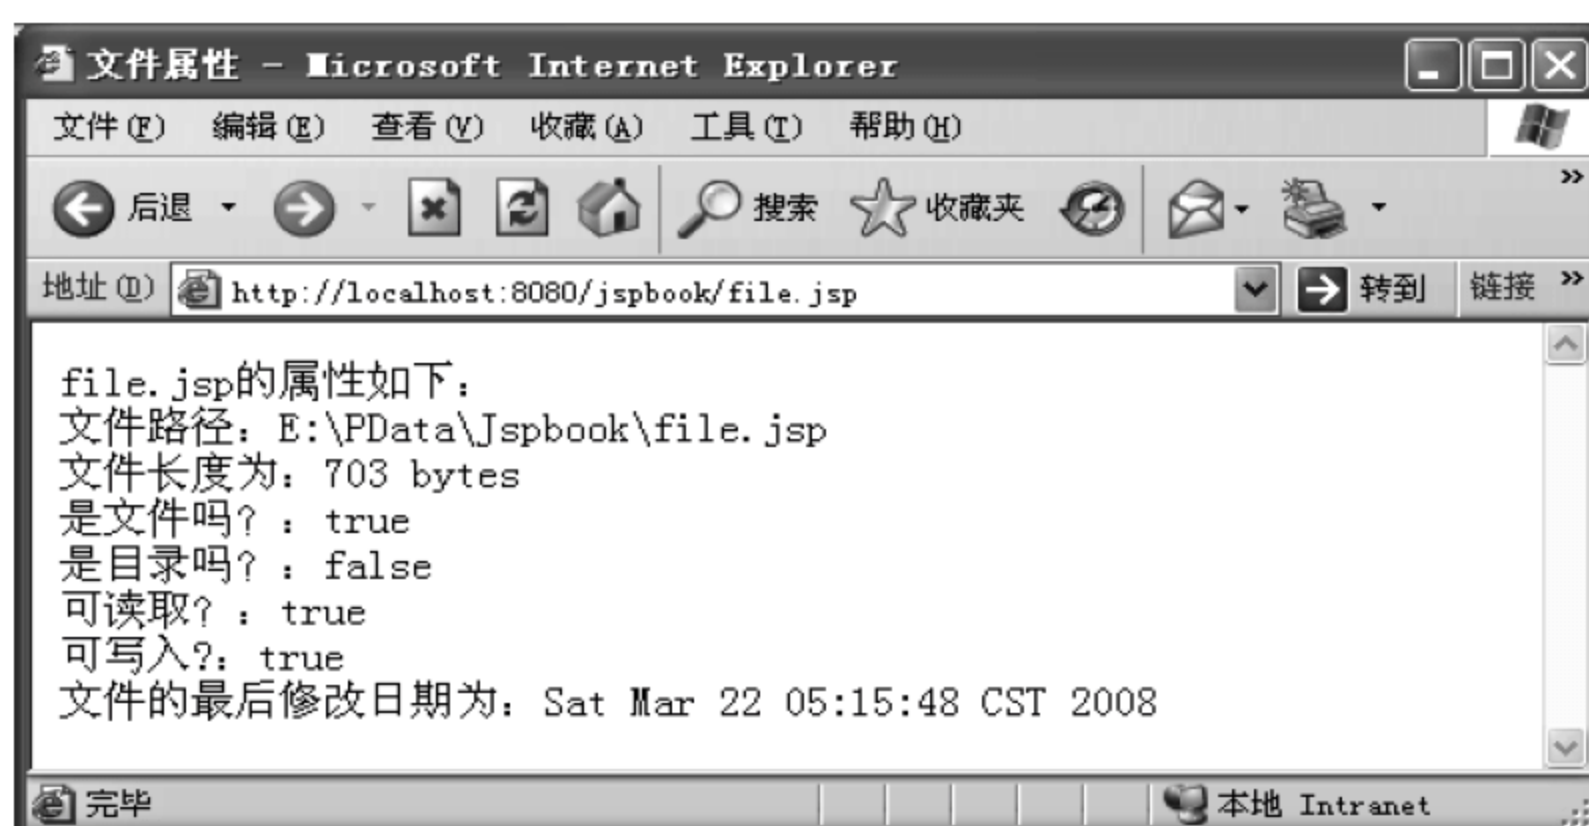 文件属性 - Microsoft Internet Explorer
文件(F) 编辑(E) 查看(V) 收藏(A) 工具(T) 帮助(H)
后退 搜索 收藏夹 »
地址(D) http://localhost:8080/jspbook/file.jsp 转到 链接 »
file.jsp的属性如下：
文件路径：E:\PData\Jspbook\file.jsp
文件长度为：703 bytes
是文件吗？：true
是目录吗？：false
可读取？：true
可写入?：true
文件的最后修改日期为：Sat Mar 22 05:15:48 CST 2008
完毕 本地 Intranet